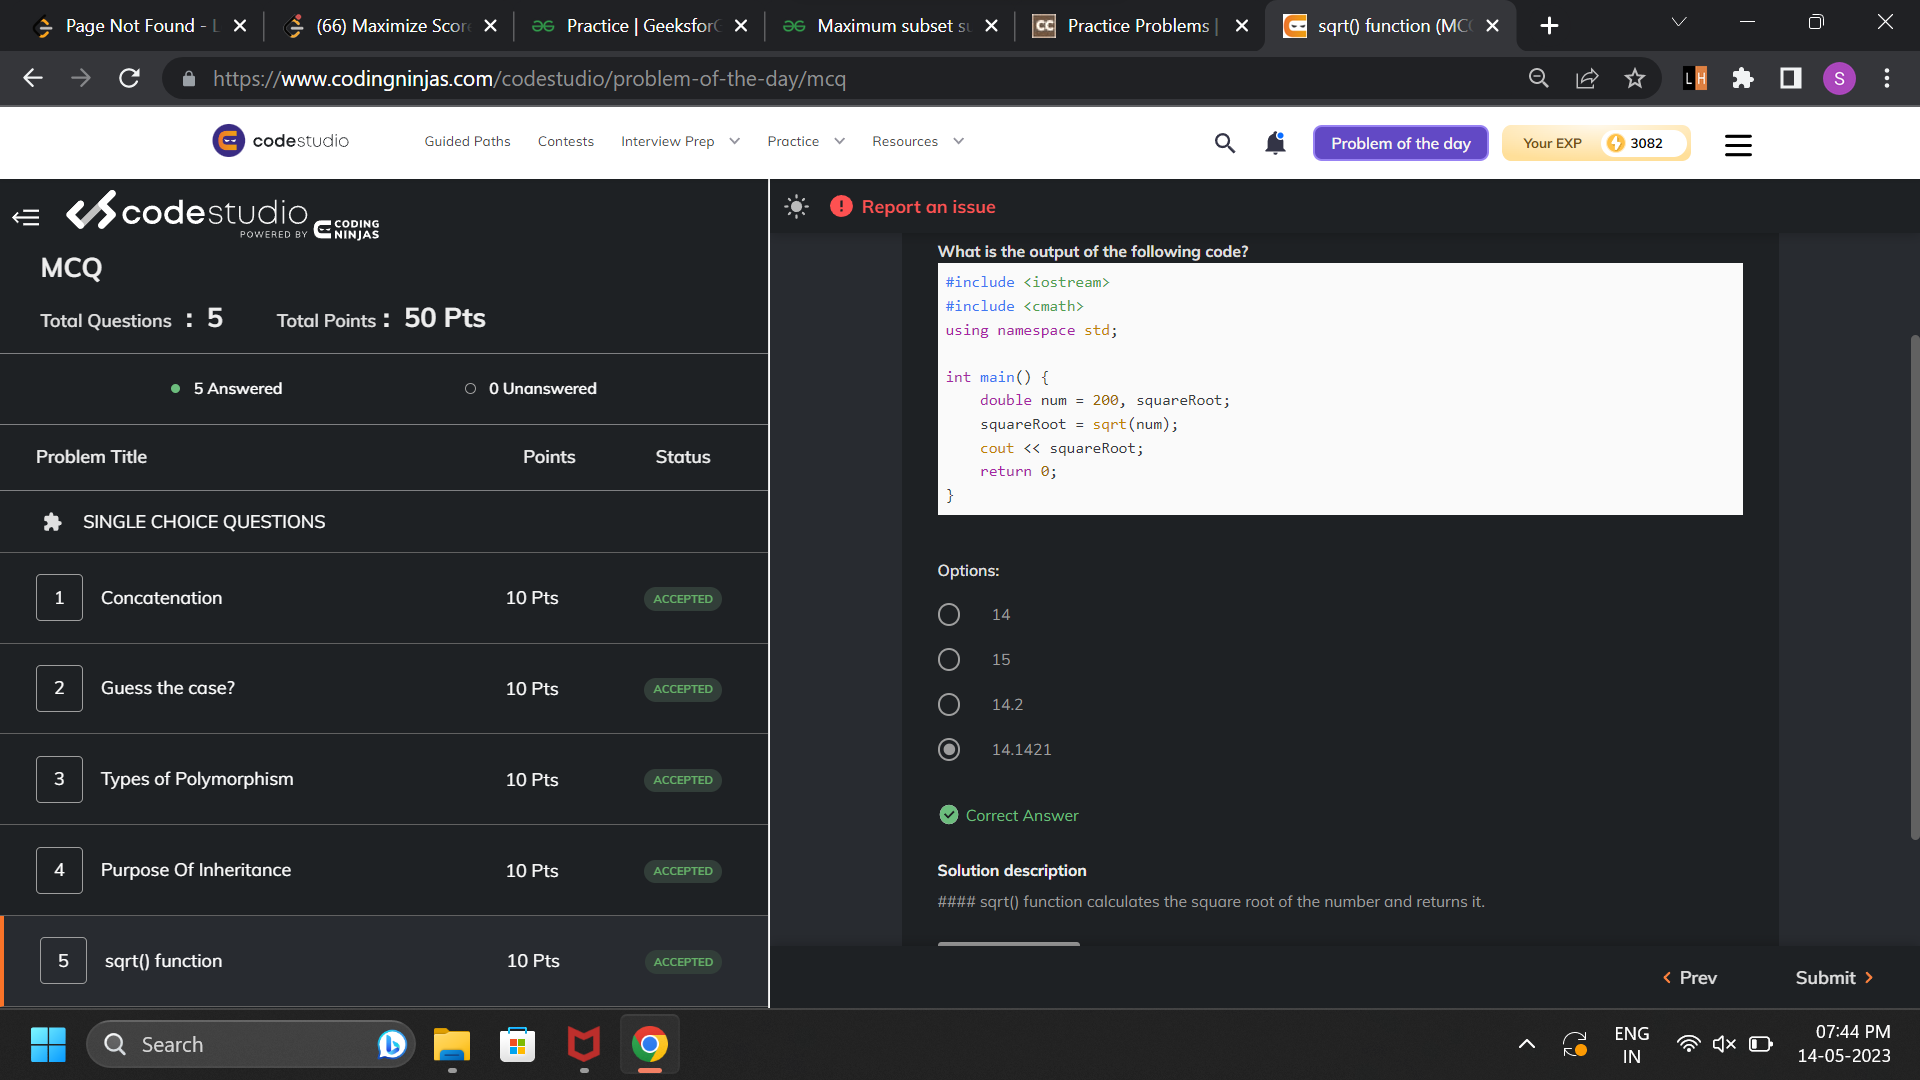 Page Not Found - L
(66) Maximize Score
Practice | GeeksforG
Maximum subset su
Practice Problems |
sqrt() function (MCQ
https://www.codingninjas.com/codestudio/problem-of-the-day/mcq
L H
S
codestudio
Guided Paths
Contests
Interview Prep
Practice
Resources
Problem of the day
Your EXP
3082
codestudio
POWERED BY CODING NINJAS
Report an issue
MCQ
Total Questions : 5
Total Points : 50 Pts
5 Answered
0 Unanswered
Problem Title
Points
Status
SINGLE CHOICE QUESTIONS
1 Concatenation 10 Pts ACCEPTED
2 Guess the case? 10 Pts ACCEPTED
3 Types of Polymorphism 10 Pts ACCEPTED
4 Purpose Of Inheritance 10 Pts ACCEPTED
5 sqrt() function 10 Pts ACCEPTED
What is the output of the following code?
#include <iostream>
#include <cmath>
using namespace std;
int main() {
double num = 200, squareRoot;
squareRoot = sqrt(num);
cout << squareRoot;
return 0;
}
Options:
14
15
14.2
14.1421
Correct Answer
Solution description
#### sqrt() function calculates the square root of the number and returns it.
Prev
Submit
Search
ENG
IN
07:44 PM
14-05-2023